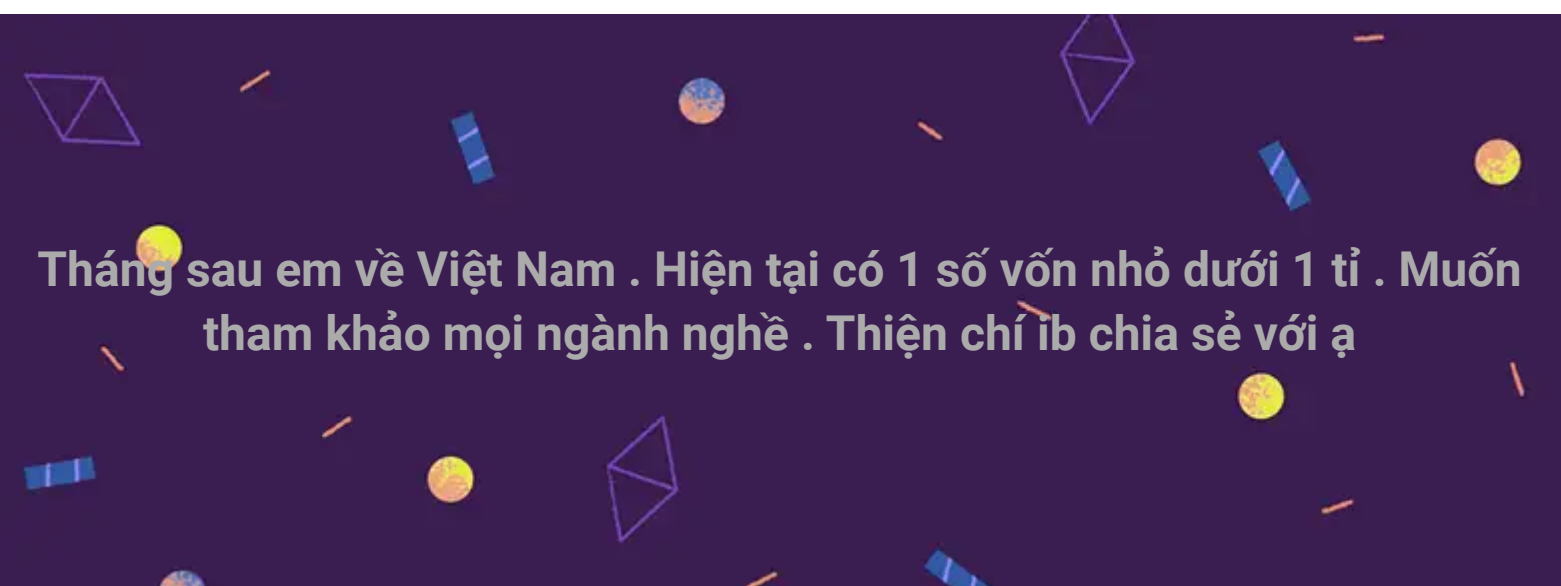 Tháng sau em về Việt Nam . Hiện tại có 1 số vốn nhỏ dưới 1 tỉ . Muốn
tham khảo mọi ngành nghề . Thiện chí ib chia sẻ với ạ